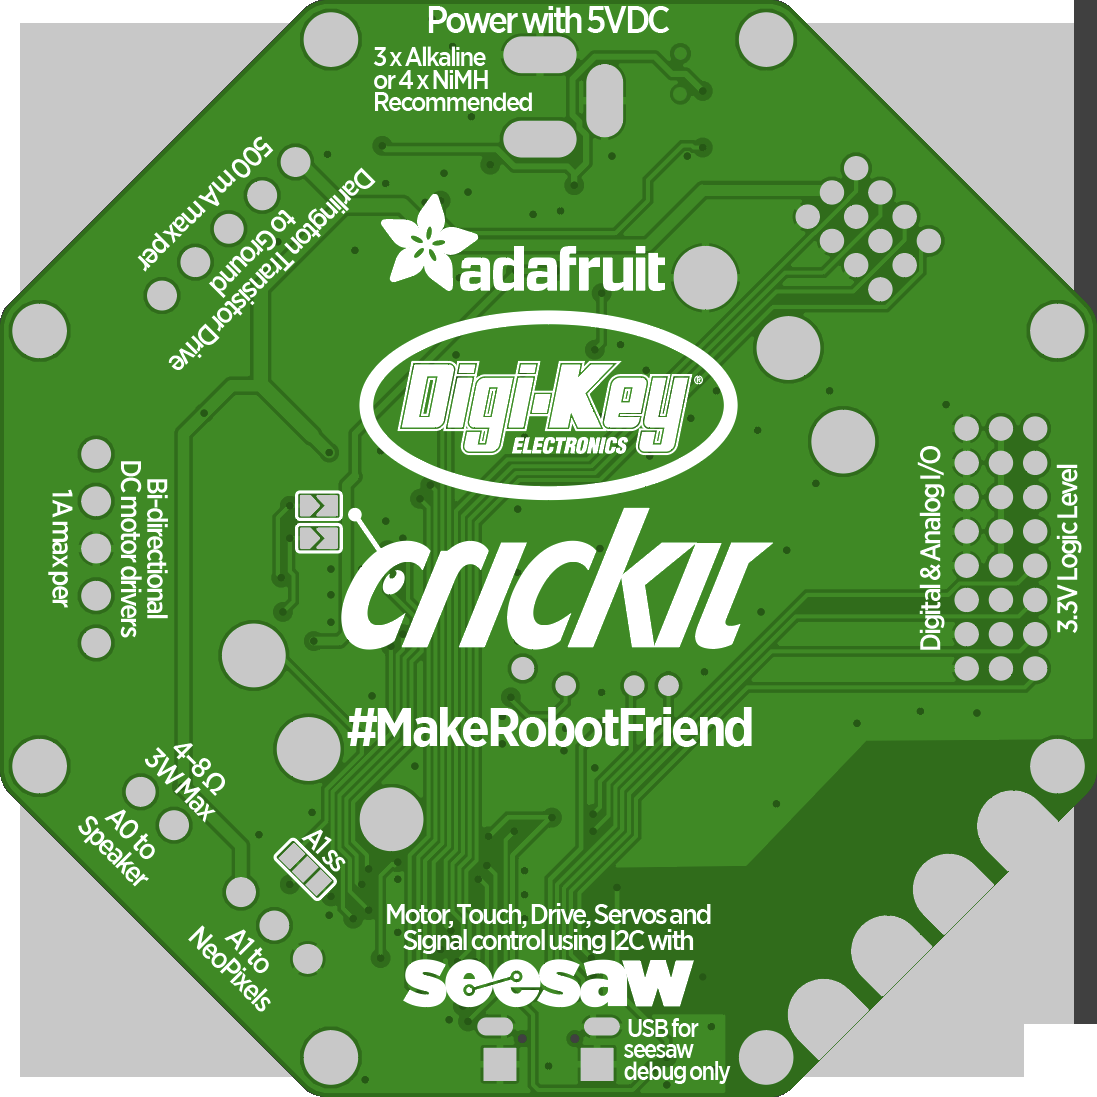 Power with 5VDC
3 x Alkaline
or 4 x NiMH
Recommended
500mA max per
Darlington Transistor Drive
to Ground
adafruit
Digi-Key®
ELECTRONICS
Bi-directional
DC motor drivers
1A max per
crickit
Digital & Analog I/O
3.3V Logic Level
#MakeRobotFriend
4-8Ω
3W Max
A0 to
Speaker
A1 ss
A1 to
NeoPixels
Motor, Touch, Drive, Servos and
Signal control using I2C with
seesaw
USB for
seesaw
debug only